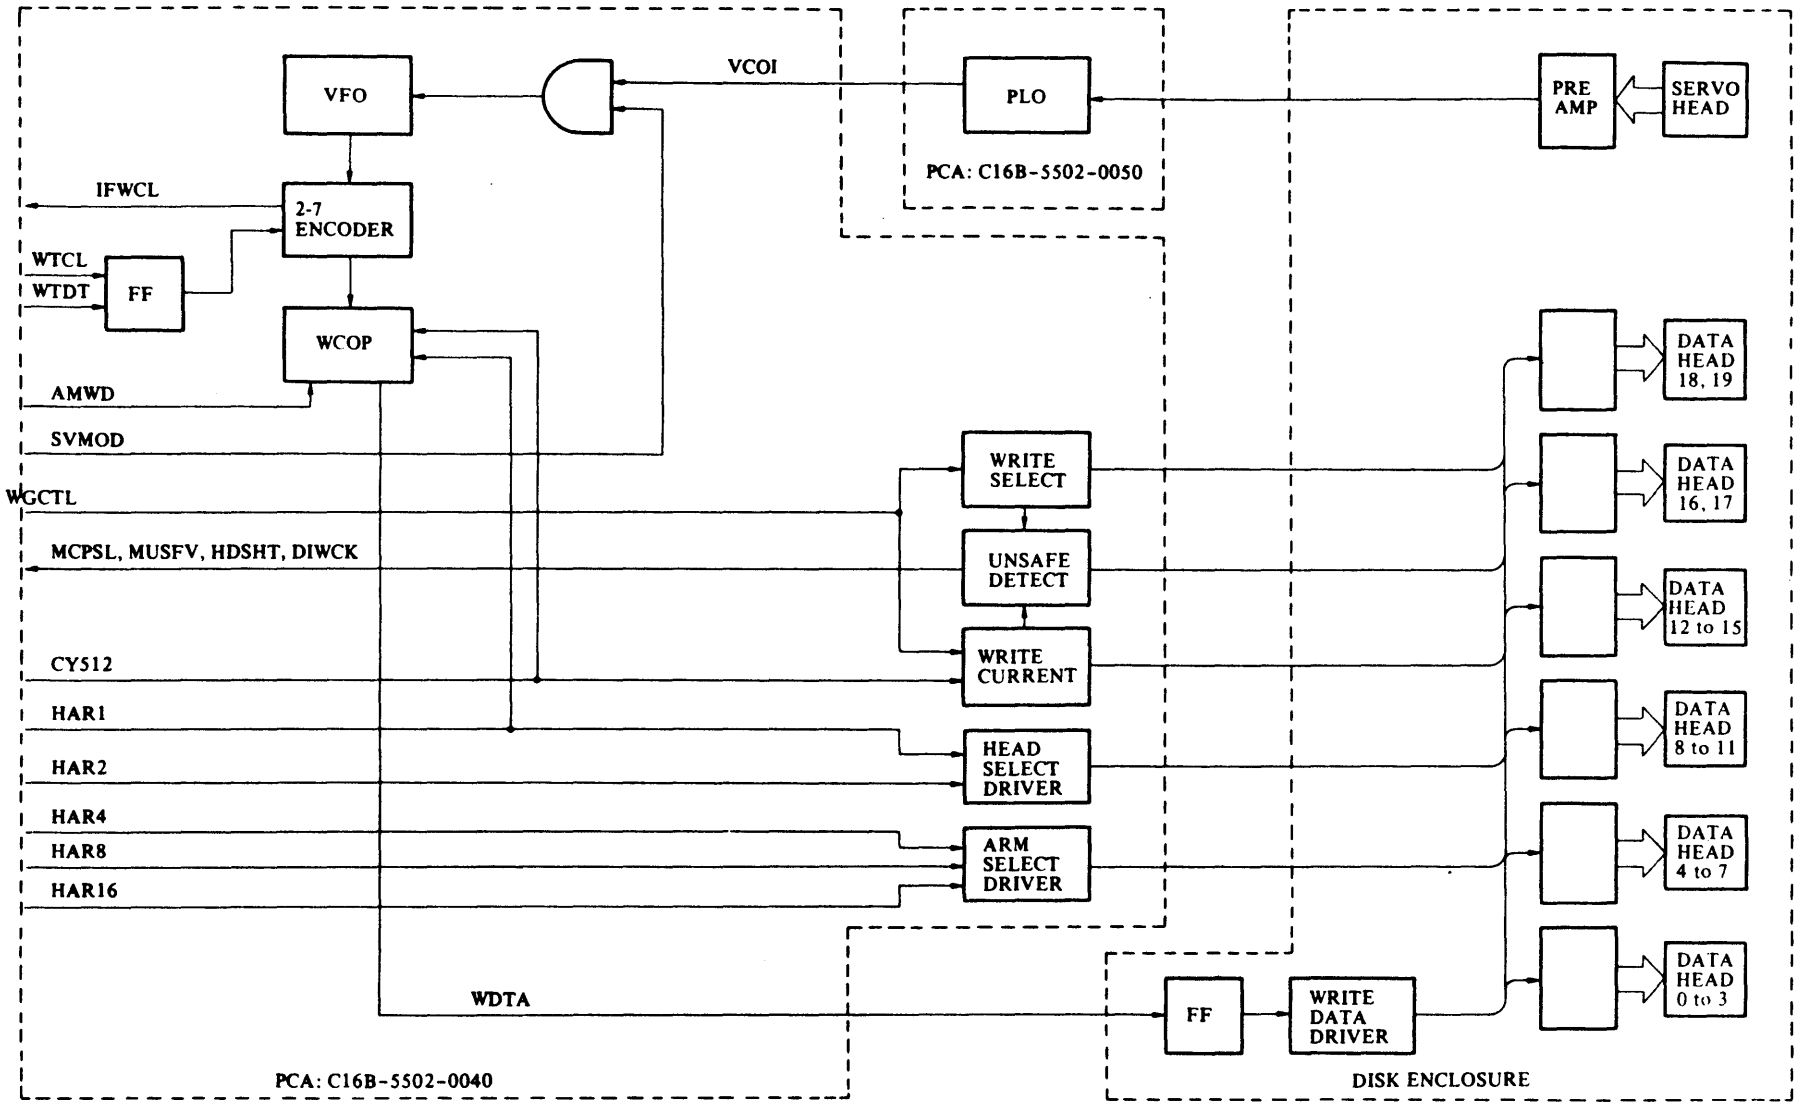 VFO
VCOI
PLO
PRE
AMP
SERVO
HEAD
PCA: C16B-5502-0050
IFWCL
2-7
ENCODER
WTCL
WTDT
FF
WCOP
AMWD
SVMOD
WGCTL
MCPSL, MUSFV, HDSHT, DIWCK
CY512
HAR1
HAR2
HAR4
HAR8
HAR16
WRITE
SELECT
UNSAFE
DETECT
WRITE
CURRENT
HEAD
SELECT
DRIVER
ARM
SELECT
DRIVER
DATA
HEAD
18, 19
DATA
HEAD
16, 17
DATA
HEAD
12 to 15
DATA
HEAD
8 to 11
DATA
HEAD
4 to 7
DATA
HEAD
0 to 3
WDTA
FF
WRITE
DATA
DRIVER
PCA: C16B-5502-0040
DISK ENCLOSURE